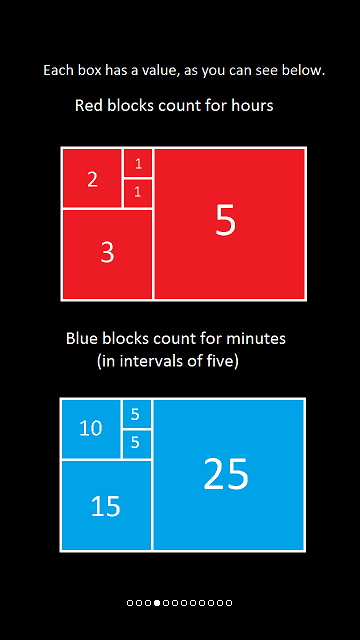 Each box has a value, as you can see below.
Red blocks count for hours
2
1
1
3
5
Blue blocks count for minutes
(in intervals of five)
10
5
5
15
25